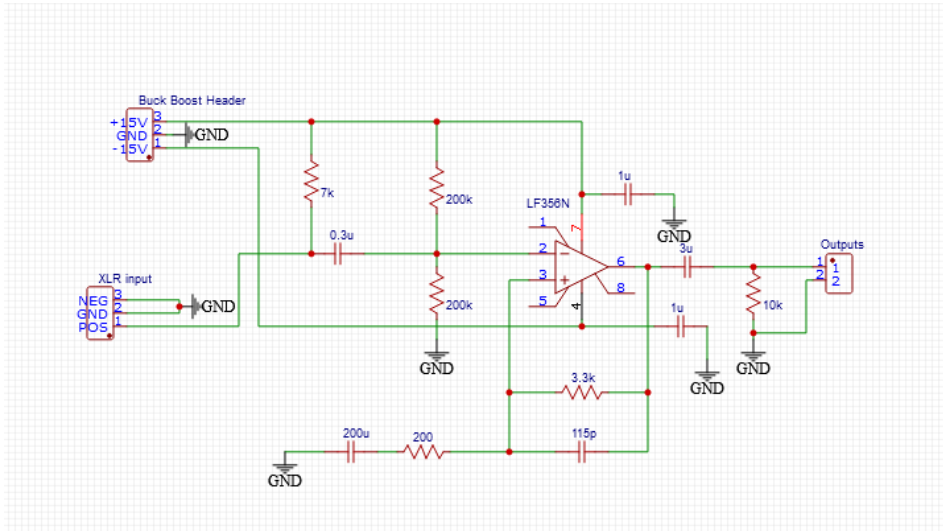 Buck Boost Header
+15V 3
GND 2
-15V 1
GND
7k
200k
LF356N
1u
GND
0.3u
1
7
2
3
5
4
6
8
3u
Outputs
1 1
2 2
XLR input
NEG 3
GND 2
POS 1
GND
200k
GND
1u
GND
10k
GND
3.3k
200u
200
115p
GND